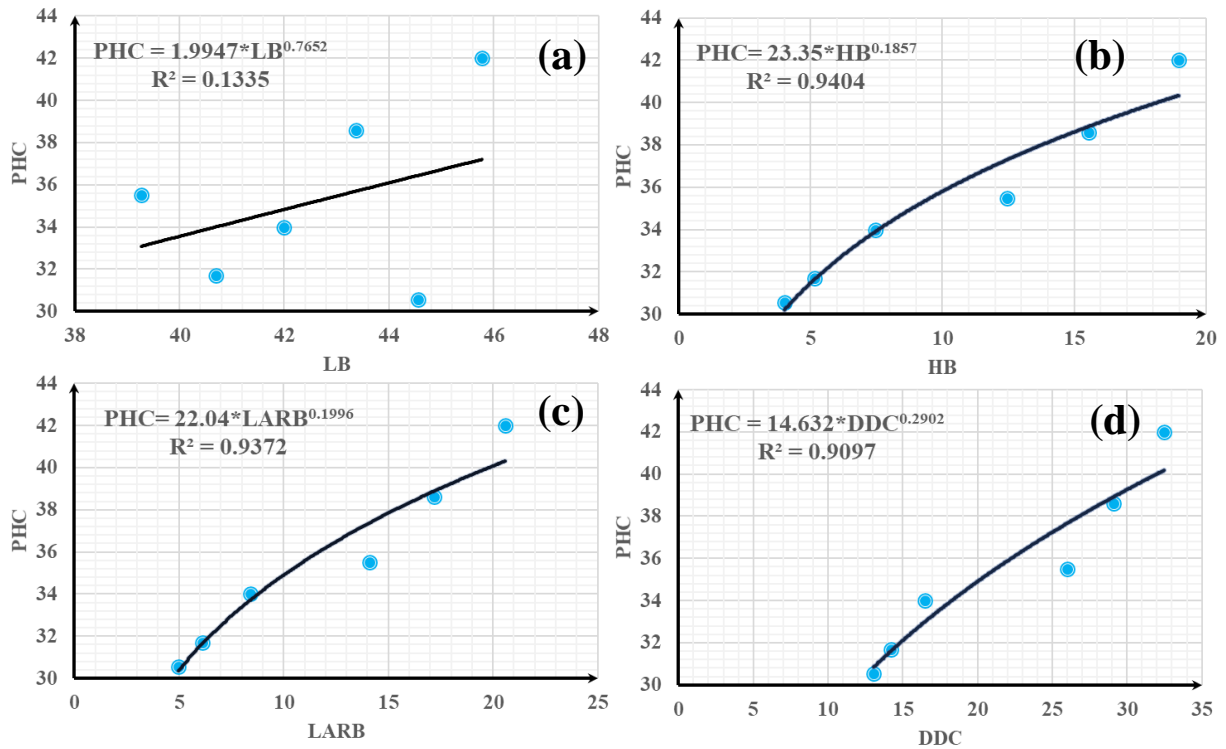 PHC = 1.9947*LB^0.7652
R² = 0.1335
(a)
44
42
40
38
36
34
32
30
PHC
38 40 42 44 46 48
LB
PHC= 23.35*HB^0.1857
R² = 0.9404
(b)
44
42
40
38
36
34
32
30
PHC
0 5 10 15 20
HB
PHC= 22.04*LARB^0.1996
R² = 0.9372
(c)
44
42
40
38
36
34
32
30
PHC
0 5 10 15 20 25
LARB
PHC = 14.632*DDC^0.2902
R² = 0.9097
(d)
44
42
40
38
36
34
32
30
PHC
0 5 10 15 20 25 30 35
DDC